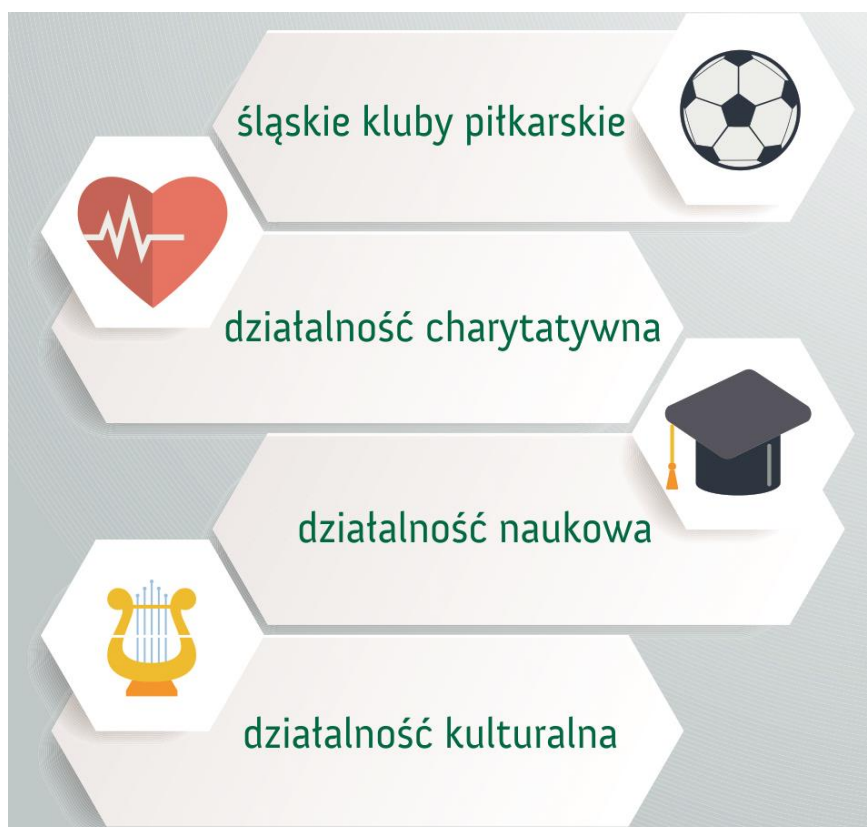 śląskie kluby piłkarskie
działalność charytatywna
działalność naukowa
działalność kulturalna